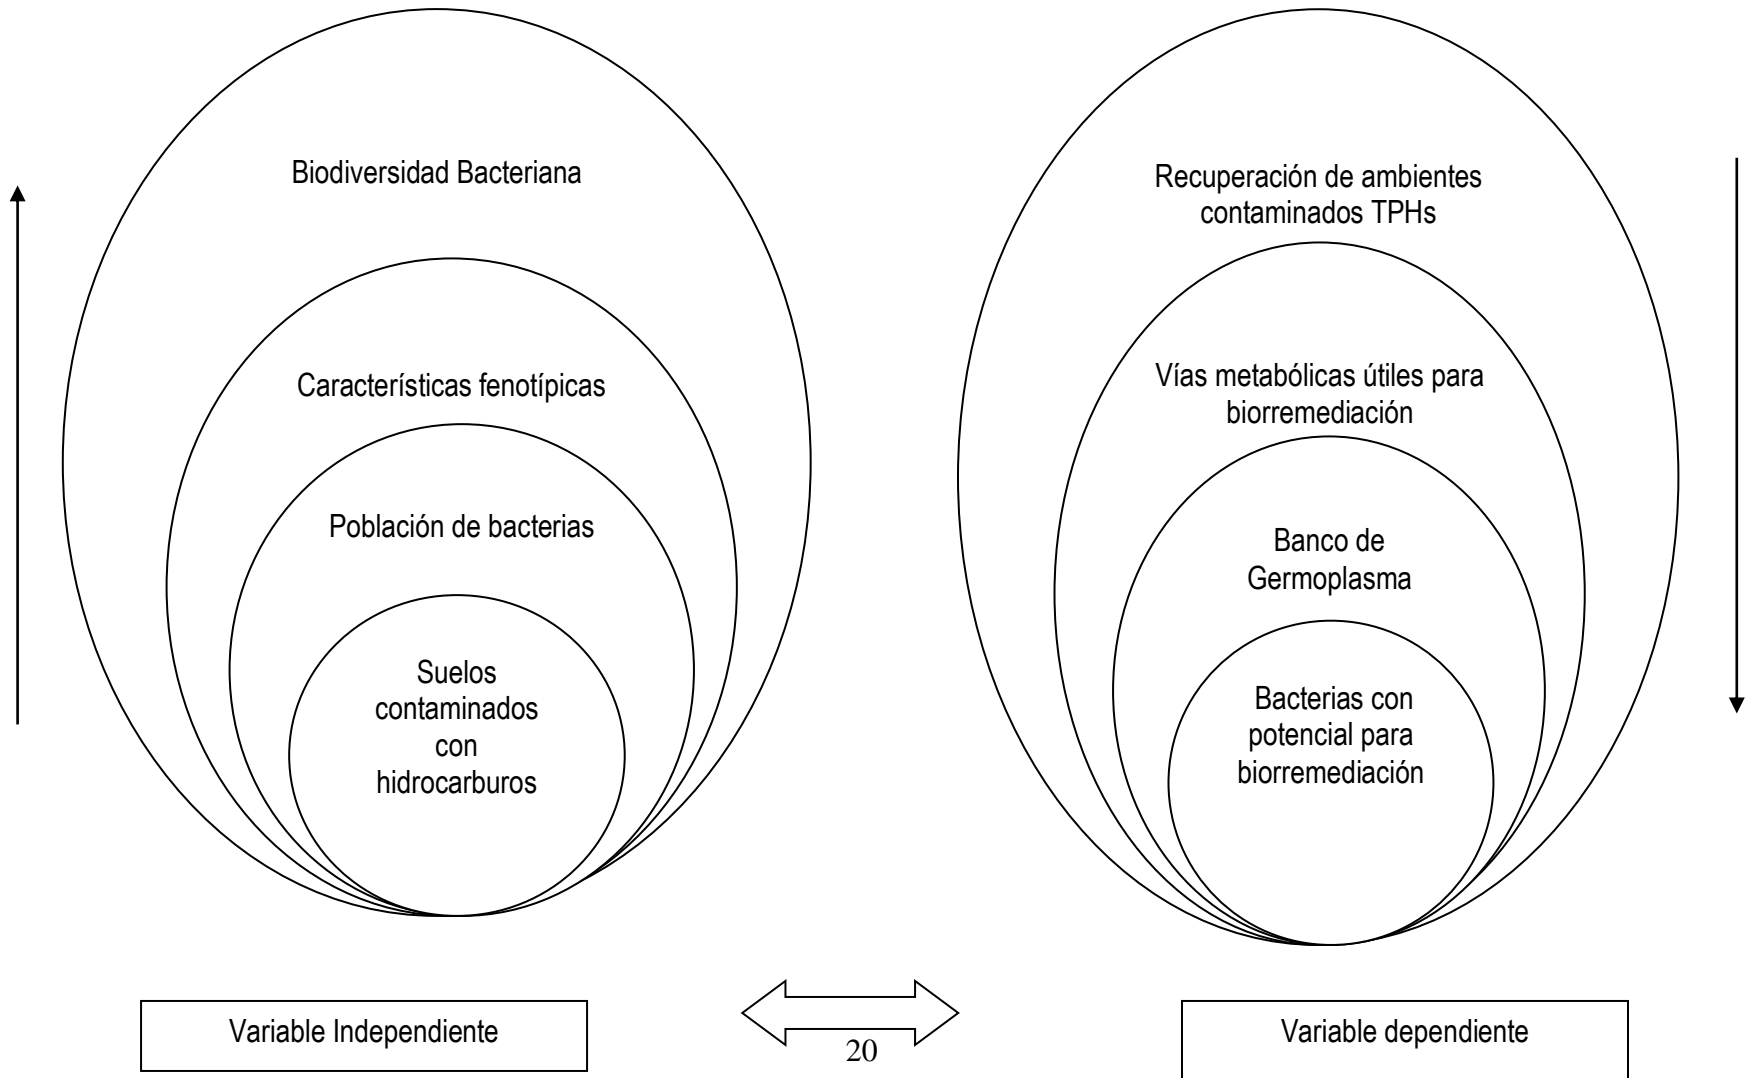 Biodiversidad Bacteriana
Características fenotípicas
Población de bacterias
Suelos
contaminados
con
hidrocarburos
Recuperación de ambientes
contaminados TPHs
Vías metabólicas útiles para
biorremediación
Banco de
Germoplasma
Bacterias con
potencial para
biorremediación
Variable Independiente
20
Variable dependiente